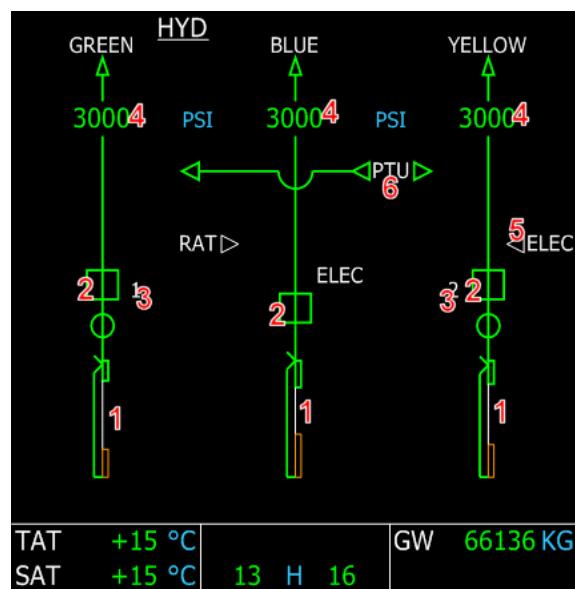 HYD
GREEN BLUE YELLOW
3000 4 PSI 3000 4 PSI 3000 4
PTU
6
5
RAT ELEC
ELEC
2 1 3 2 3 2 2
1 1 1
TAT +15 °C GW 66136 KG
SAT +15 °C 13 H 16